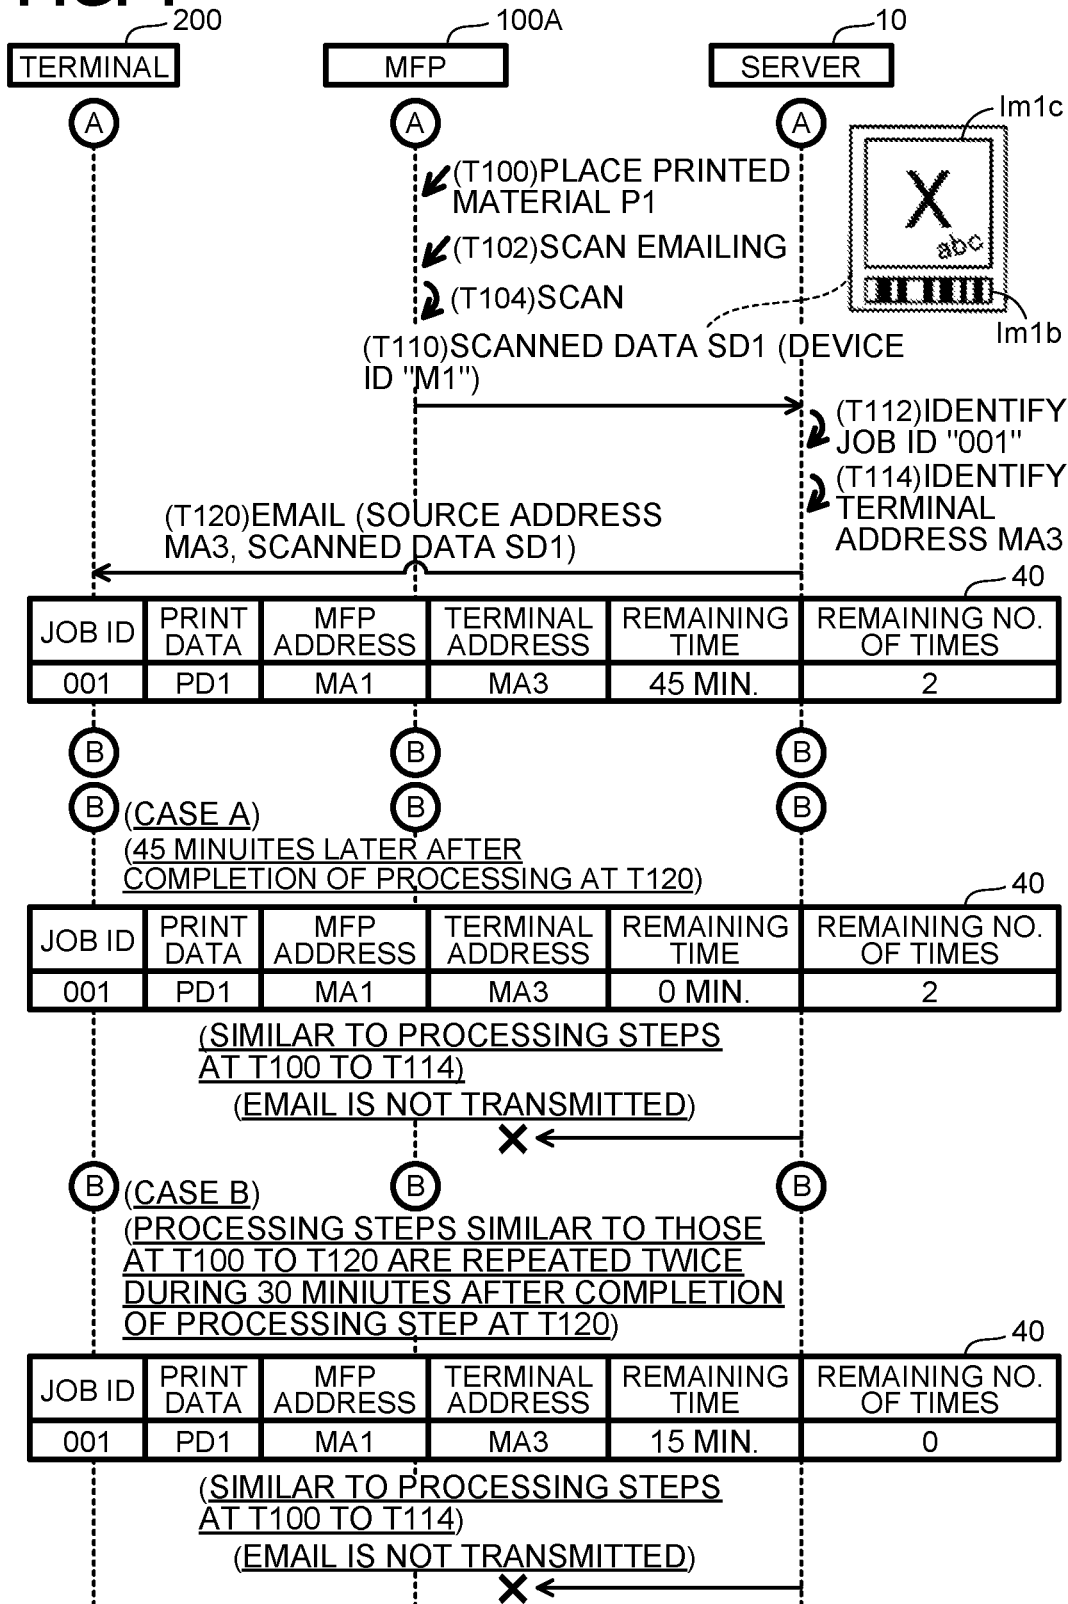 200
100A
10
TERMINAL
MFP
SERVER
A
A
A
Im1c
(T100)PLACE PRINTED
MATERIAL P1
X
abc
(T102)SCAN EMAILING
(T104)SCAN
Im1b
(T110)SCANNED DATA SD1 (DEVICE
ID "M1")
(T112)IDENTIFY
JOB ID "001"
(T114)IDENTIFY
TERMINAL
ADDRESS MA3
(T120)EMAIL (SOURCE ADDRESS
MA3, SCANNED DATA SD1)
40
JOB ID PRINT DATA MFP ADDRESS TERMINAL ADDRESS REMAINING TIME REMAINING NO. OF TIMES
001 PD1 MA1 MA3 45 MIN. 2
B
B
B
B
B
B
(CASE A)
(45 MINUITES LATER AFTER
COMPLETION OF PROCESSING AT T120)
40
JOB ID PRINT DATA MFP ADDRESS TERMINAL ADDRESS REMAINING TIME REMAINING NO. OF TIMES
001 PD1 MA1 MA3 0 MIN. 2
(SIMILAR TO PROCESSING STEPS
AT T100 TO T114)
(EMAIL IS NOT TRANSMITTED)
B
B
B
(CASE B)
(PROCESSING STEPS SIMILAR TO THOSE
AT T100 TO T120 ARE REPEATED TWICE
DURING 30 MINIUTES AFTER COMPLETION
OF PROCESSING STEP AT T120)
40
JOB ID PRINT DATA MFP ADDRESS TERMINAL ADDRESS REMAINING TIME REMAINING NO. OF TIMES
001 PD1 MA1 MA3 15 MIN. 0
(SIMILAR TO PROCESSING STEPS
AT T100 TO T114)
(EMAIL IS NOT TRANSMITTED)